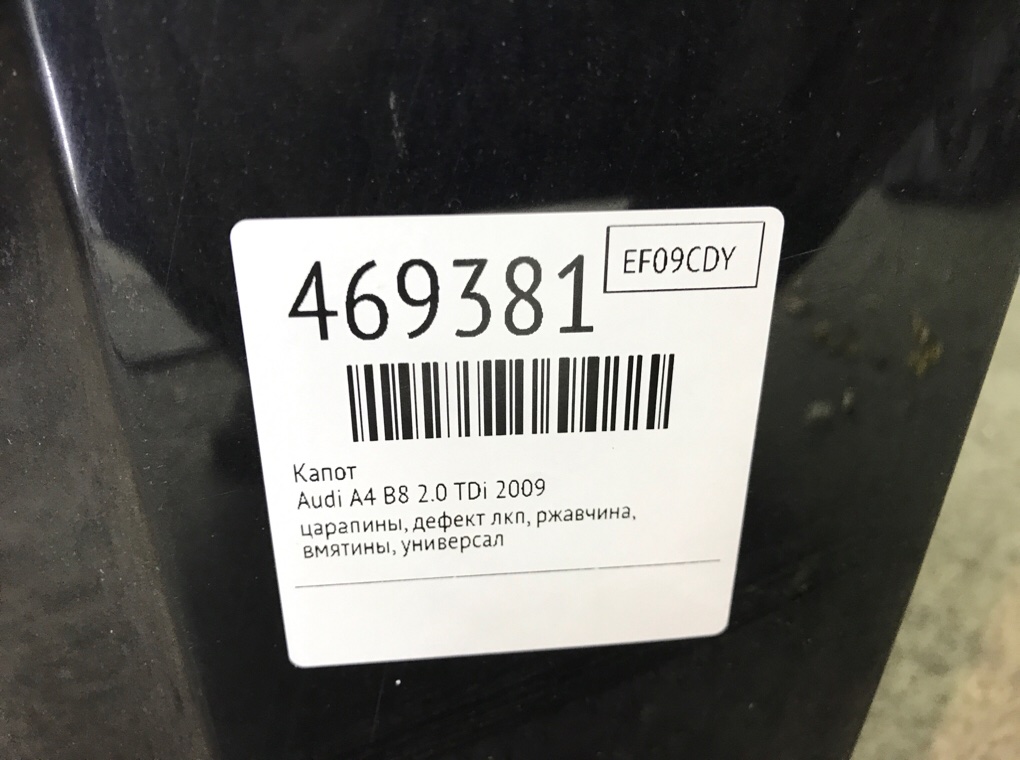 469381
EF09CDY
Капот
Audi A4 B8 2.0 TDi 2009
царапины, дефект лкп, ржавчина,
вмятины, универсал